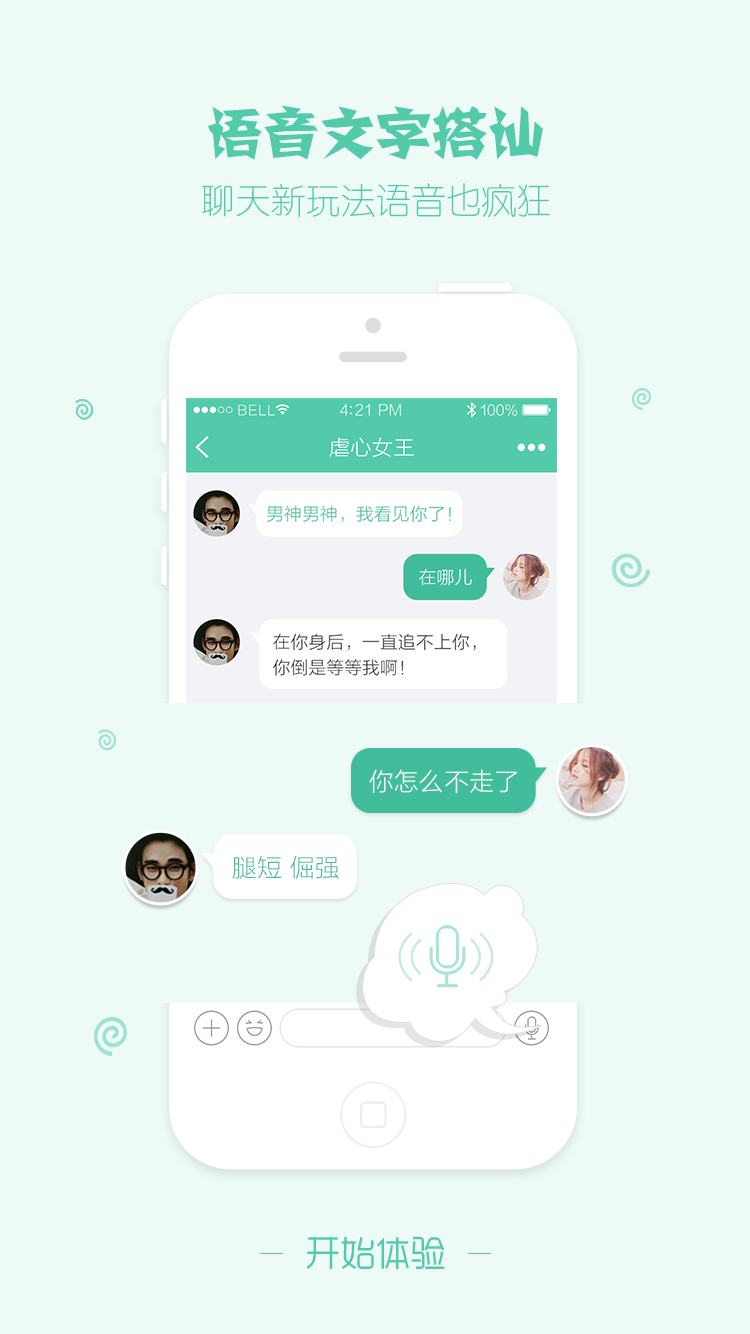 语音文字搭讪
聊天新玩法语音也疯狂
BELL 4:21 PM 100%
虐心女王
男神男神，我看见你了！
在哪儿
在你身后，一直追不上你，
你倒是等等我啊！
你怎么不走了
腿短 倔强
开始体验